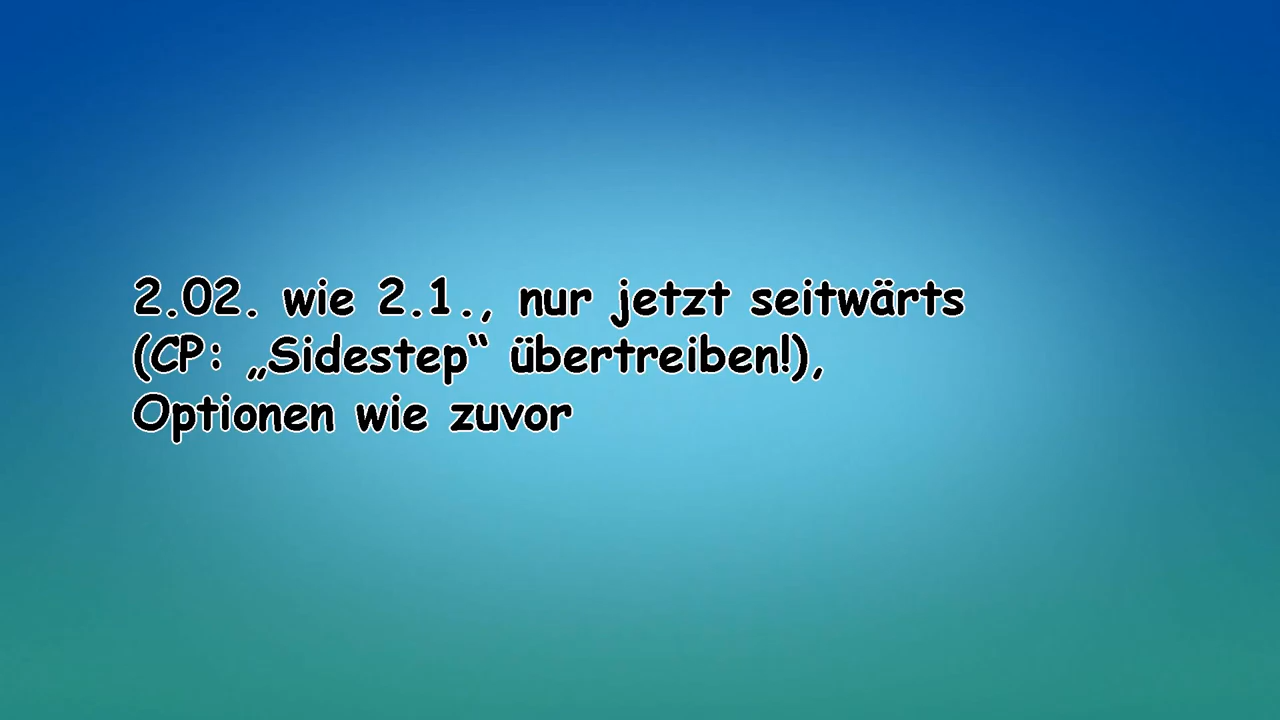 2.02. wie 2.1., nur jetzt seitwärts
(CP: „Sidestep“ übertreiben!),
Optionen wie zuvor